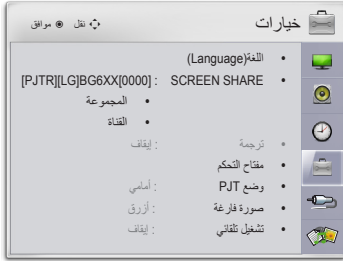 خيارات
نقل موافق
اللغة(Language)
SCREEN SHARE : [PJTR][LG]BG6XX[0000]
المجموعة
القناة
ترجمة : إيقاف
مفتاح التحكم
وضع PJT : أمامي
صورة فارغة : أزرق
تشغيل تلقائي : إيقاف